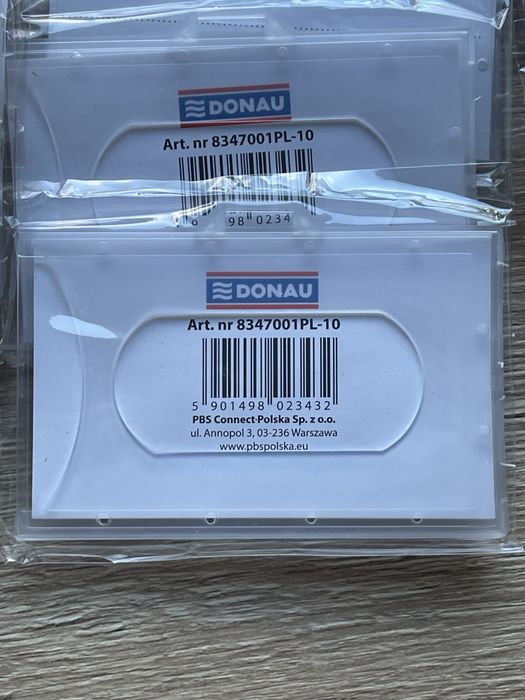 DONAU
Art. nr 8347001PL-10
98 0234
DONAU
Art. nr 8347001PL-10
5 901498 023432
PBS Connect Polska Sp. z o.o.
ul. Annopol 3, 03-236 Warszawa
www.pbspolska.eu